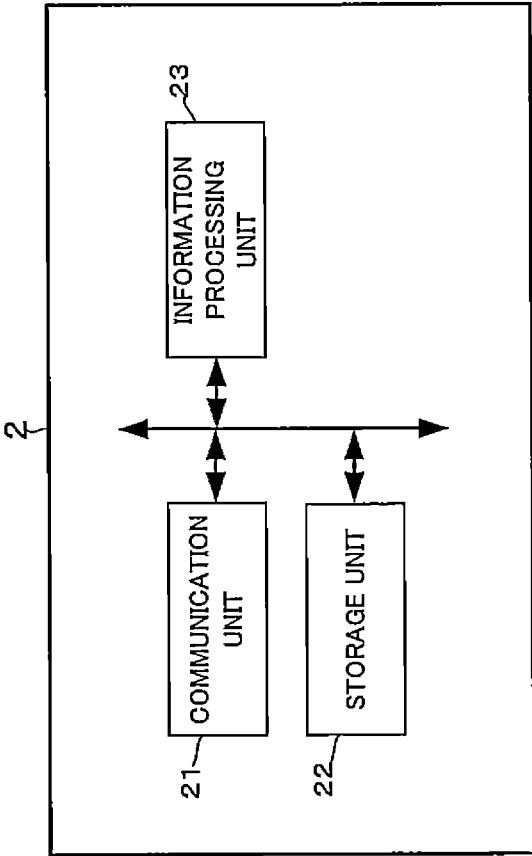 2
21
COMMUNICATION
UNIT
22
STORAGE UNIT
23
INFORMATION
PROCESSING
UNIT